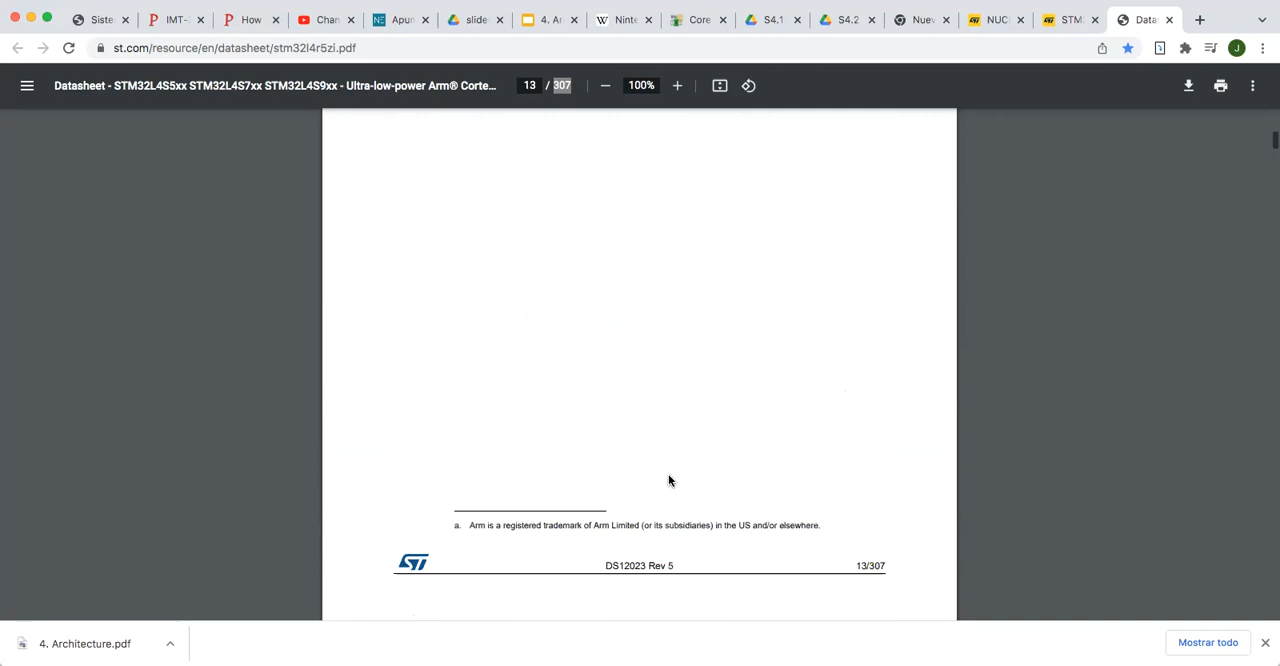 Siste
IMT-
How
Chan
Apun
slide
4. Ar
Ninte
Core
S4.1
S4.2
Nuev
NUCI
STM:
Data
st.com/resource/en/datasheet/stm32l4r5zi.pdf
J
Datasheet - STM32L4S5xx STM32L4S7xx STM32L4S9xx - Ultra-low-power Arm® Corte...
13 / 307
100%
a. Arm is a registered trademark of Arm Limited (or its subsidiaries) in the US and/or elsewhere.
DS12023 Rev 5
13/307
4. Architecture.pdf
Mostrar todo